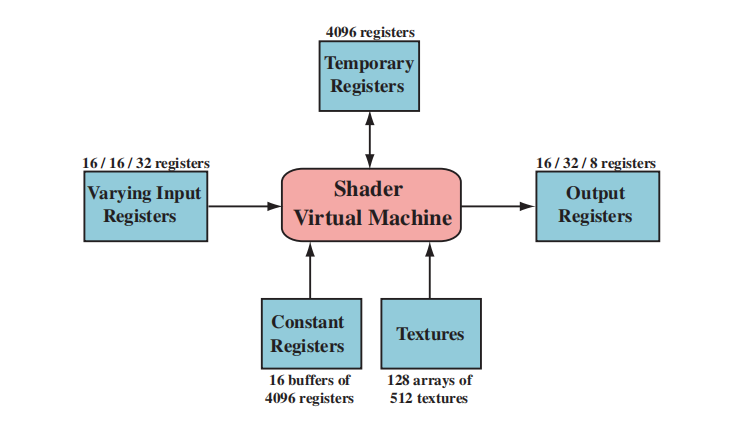 4096 registers
Temporary
Registers
16 / 16 / 32 registers
Varying Input
Registers
Shader
Virtual Machine
16 / 32 / 8 registers
Output
Registers
Constant
Registers
16 buffers of
4096 registers
Textures
128 arrays of
512 textures